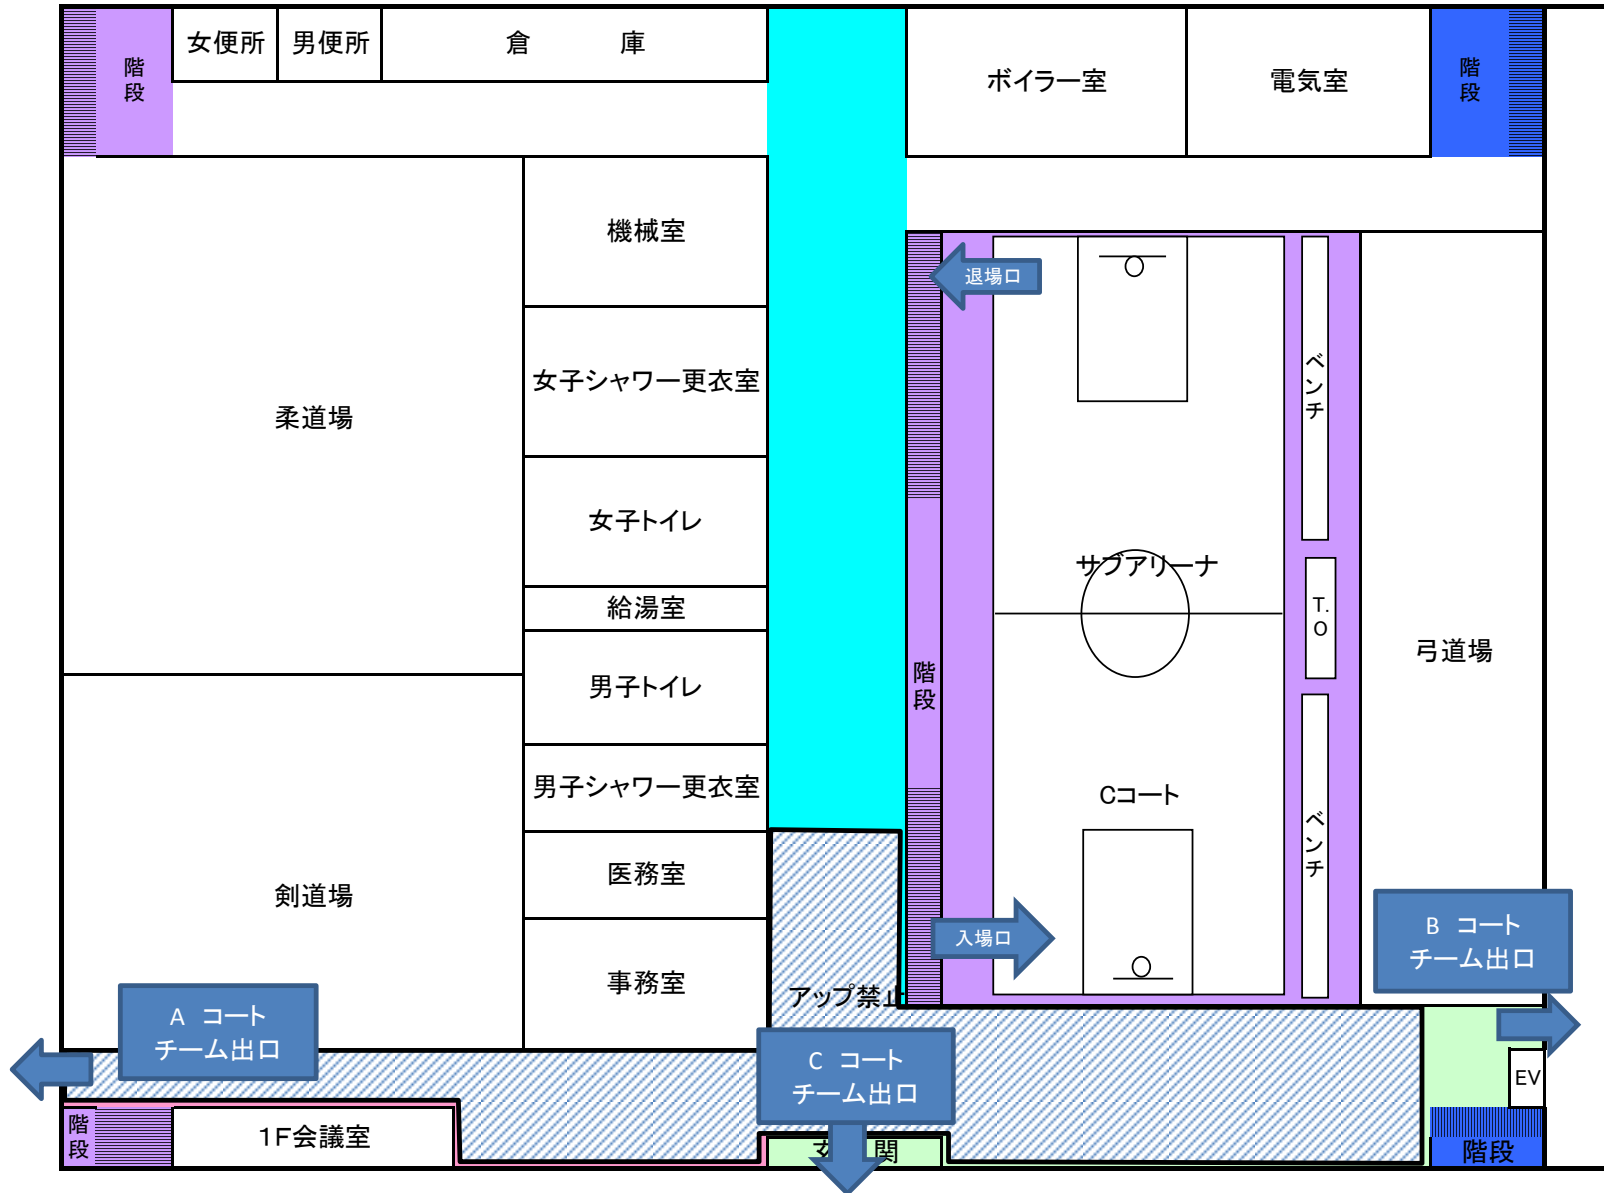 階段
女便所
男便所
倉　　庫
ボイラー室
電気室
階段
機械室
退場口
女子シャワー更衣室
ベンチ
柔道場
女子トイレ
サブアリーナ
給湯室
T.O
弓道場
男子トイレ
階段
男子シャワー更衣室
Cコート
ベンチ
医務室
剣道場
入場口
B　コート
チーム出口
事務室
アップ禁止
A　コート
チーム出口
C　コート
チーム出口
EV
階段
1F会議室
玄関
階段